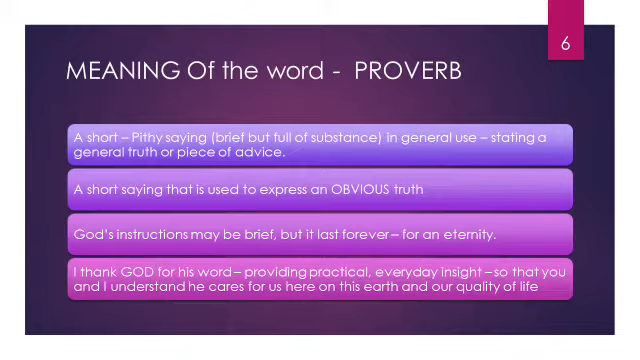 6
MEANING Of the word - PROVERB
A short – Pithy saying (brief but full of substance) in general use – stating a
general truth or piece of advice.
A short saying that is used to express an OBVIOUS truth
God's instructions may be brief, but it last forever – for an eternity.
I thank GOD for his word – providing practical, everyday insight – so that you
and I understand he cares for us here on this earth and our quality of life